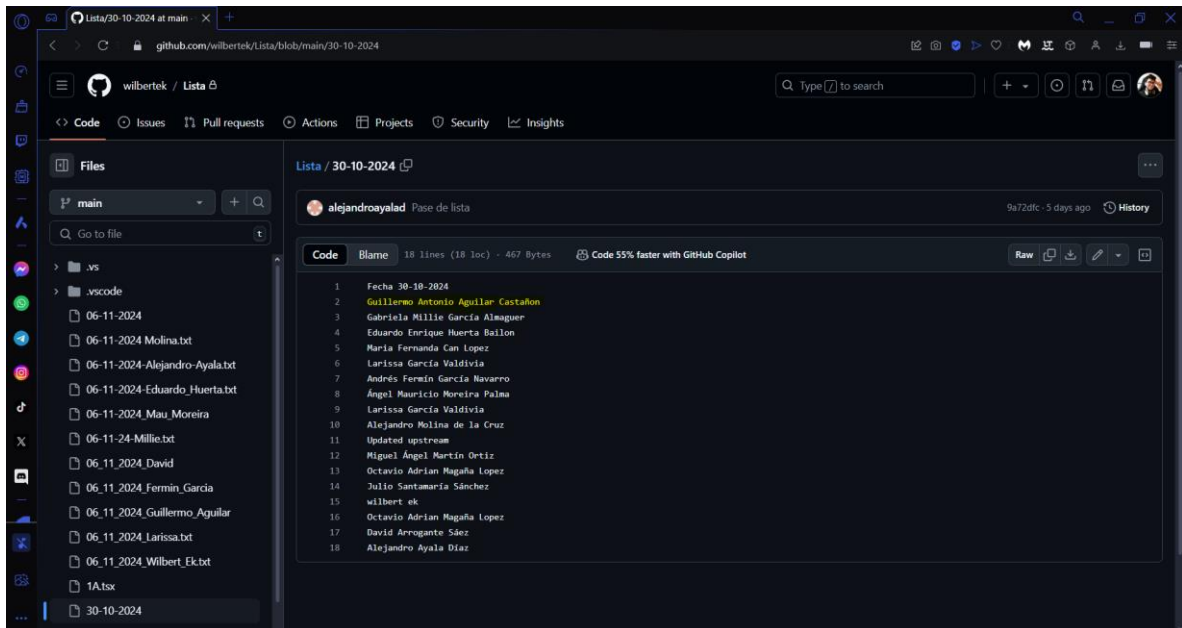 Lista/30-10-2024 at main
github.com/wilbertek/Lista/blob/main/30-10-2024
wilbertek / Lista
Type / to search
Code
Issues
Pull requests
Actions
Projects
Security
Insights
Files
main
Go to file
t
.vs
.vscode
06-11-2024
06-11-2024 Molina.txt
06-11-2024-Alejandro-Ayala.txt
06-11-2024-Eduardo_Huerta.txt
06-11-2024_Mau_Moreira
06-11-24-Millie.txt
06_11_2024_David
06_11_2024_Fermin_Garcia
06_11_2024_Guillermo_Aguilar
06_11_2024_Larissa.txt
06_11_2024_Wilbert_Ek.txt
1A.tsx
30-10-2024
Lista / 30-10-2024
alejandroayalad Pase de lista
9a72dfc · 5 days ago History
Code Blame 18 lines (18 loc) · 467 Bytes Code 55% faster with GitHub Copilot Raw
1 Fecha 30-10-2024
2 Guillermo Antonio Aguilar Castañon
3 Gabriela Millie García Almaguer
4 Eduardo Enrique Huerta Bailon
5 Maria Fernanda Can Lopez
6 Larissa García Valdivia
7 Andrés Fermín García Navarro
8 Ángel Mauricio Moreira Palma
9 Larissa García Valdivia
10 Alejandro Molina de la Cruz
11 Updated upstream
12 Miguel Ángel Martín Ortiz
13 Octavio Adrian Magaña Lopez
14 Julio Santamaría Sánchez
15 wilbert ek
16 Octavio Adrian Magaña Lopez
17 David Arrogante Sáez
18 Alejandro Ayala Díaz